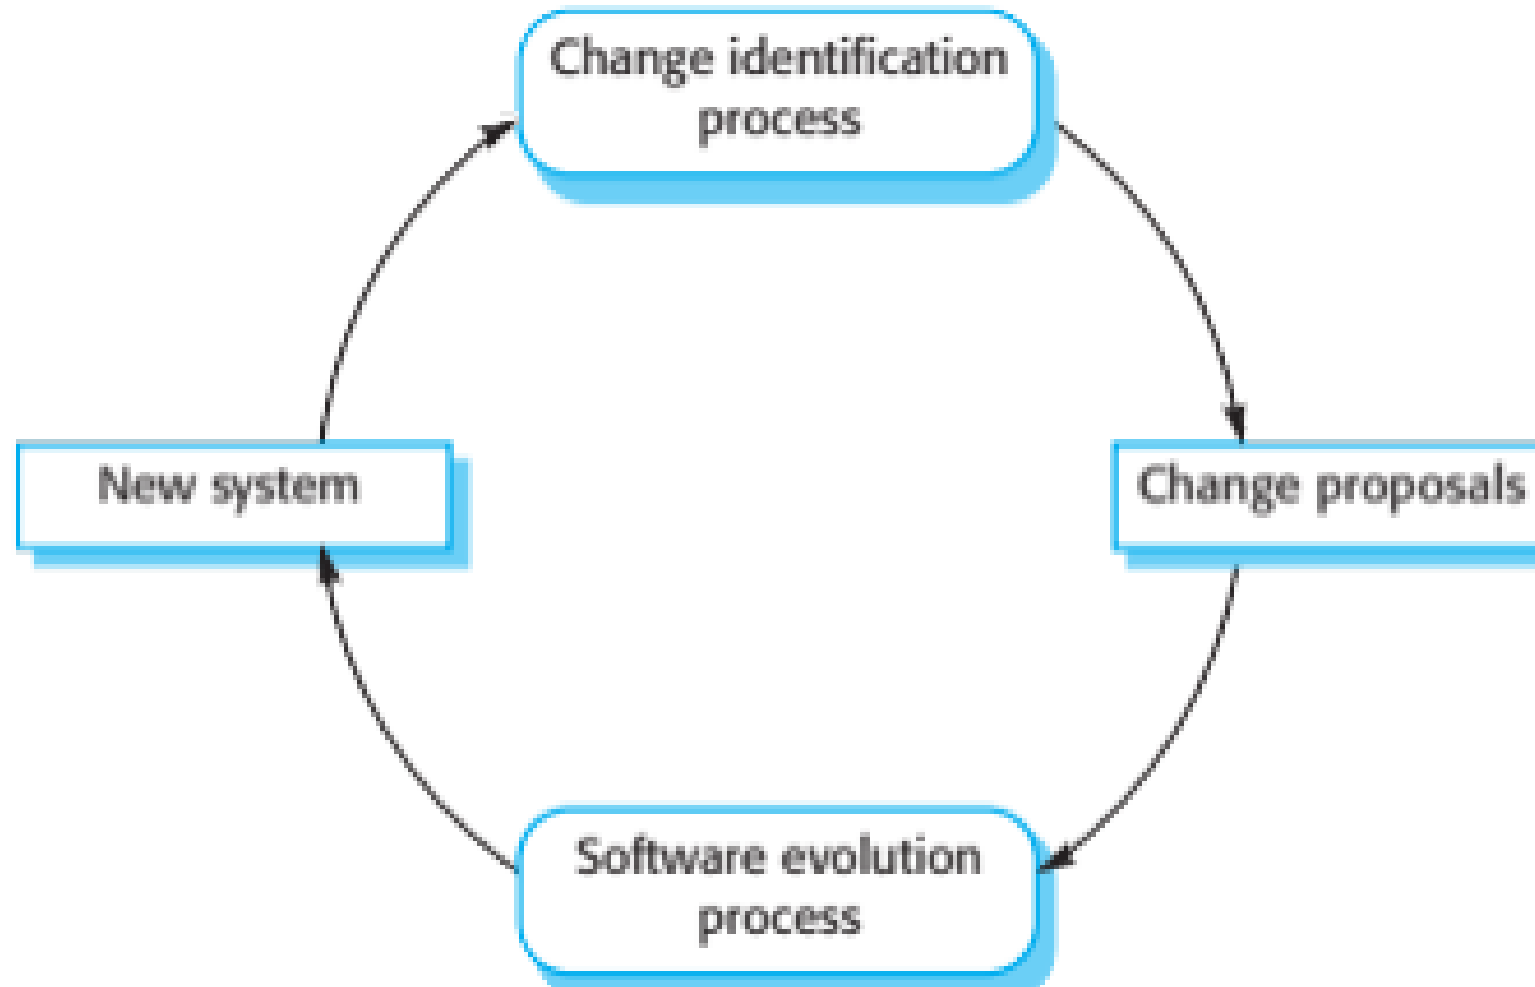 Change identification
process
New system
Change proposals
Software evolution
process